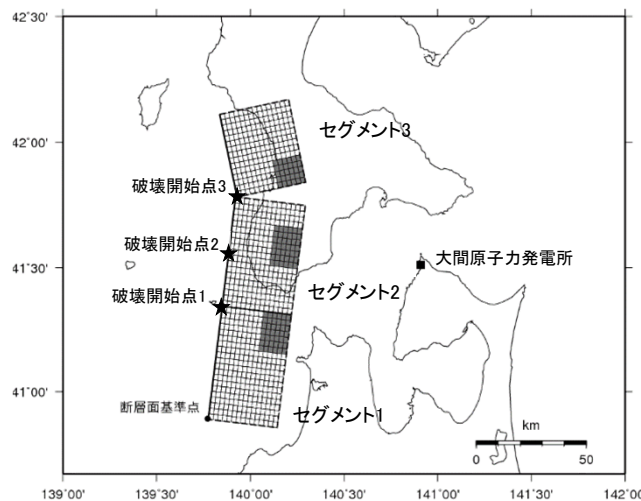 42°30'
42°00'
41°30'
41°00'
139°00'
139°30'
140°00'
140°30'
141°00'
141°30'
142°00'
セグメント3
破壊開始点3
破壊開始点2
大間原子力発電所
破壊開始点1
セグメント2
断層面基準点
セグメント1
km
0
50